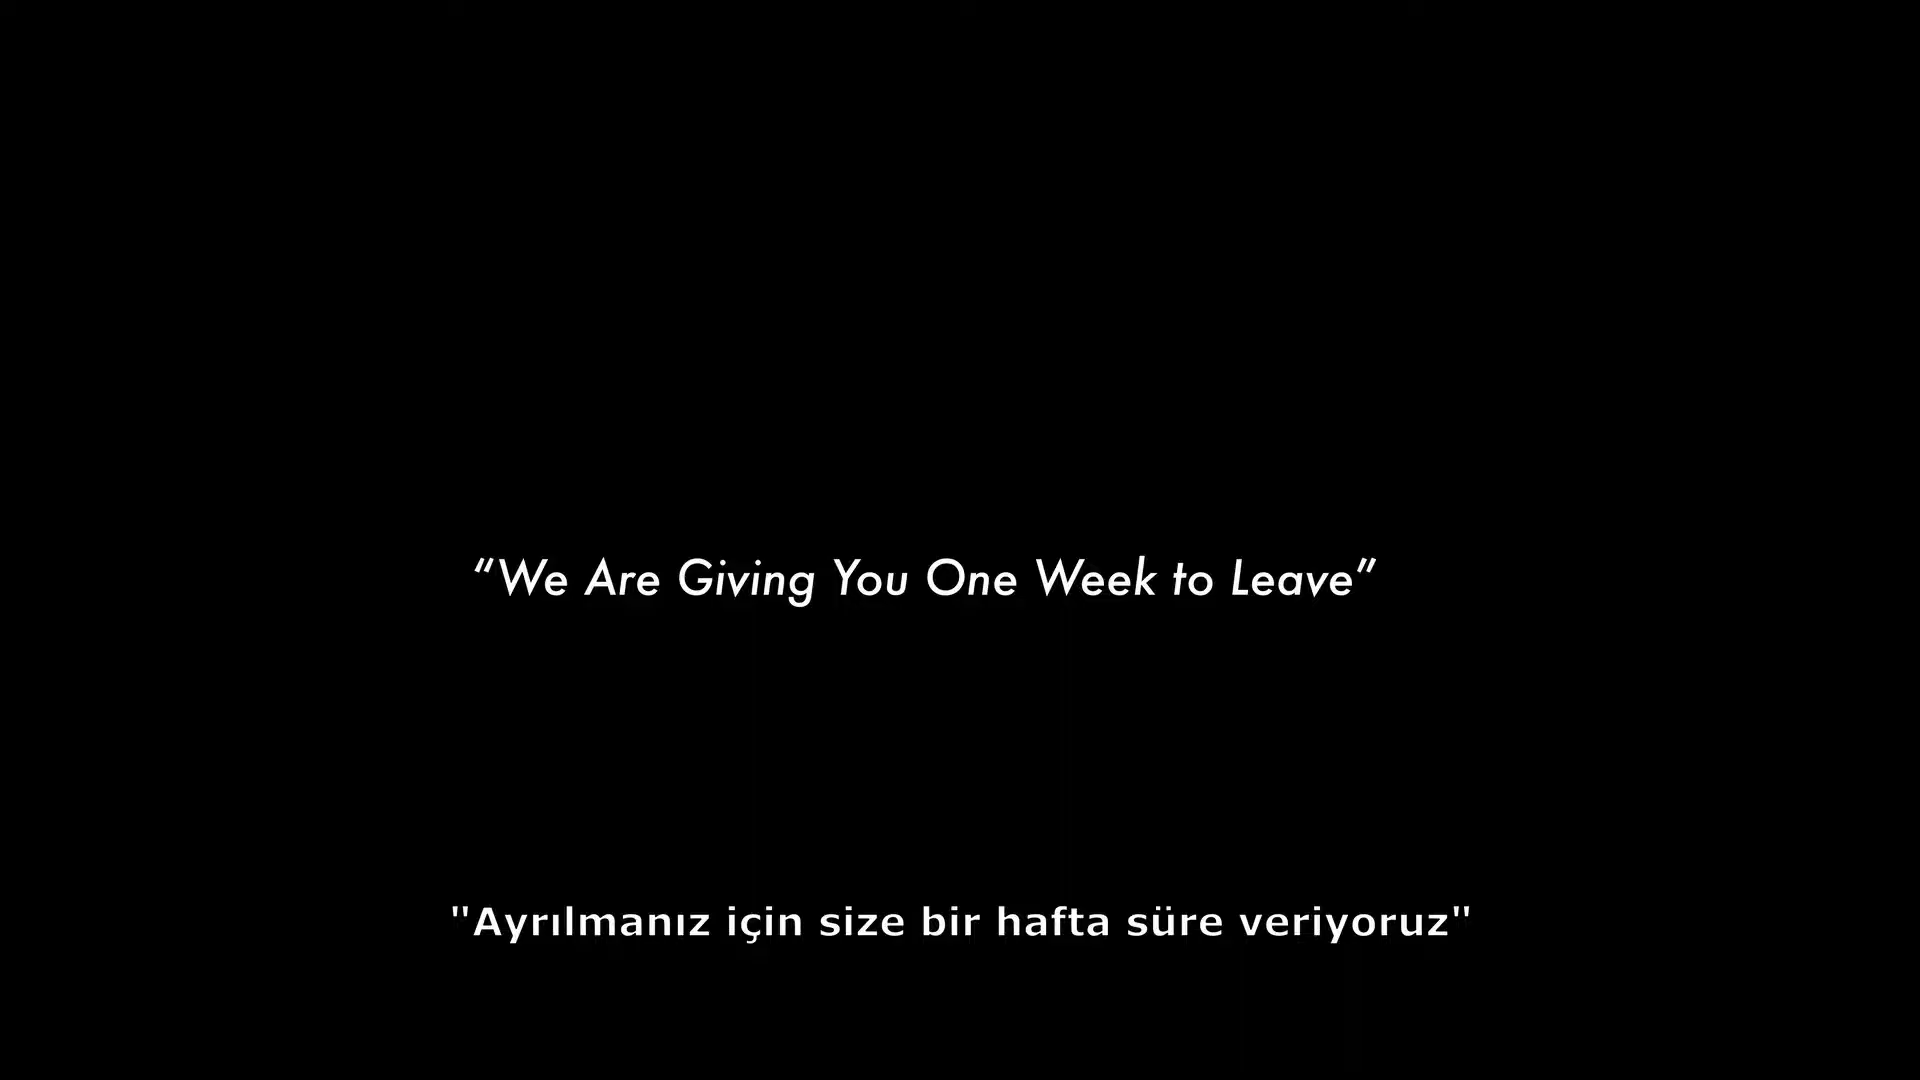 “We Are Giving You One Week to Leave”
"Ayrılmanız için size bir hafta süre veriyoruz"